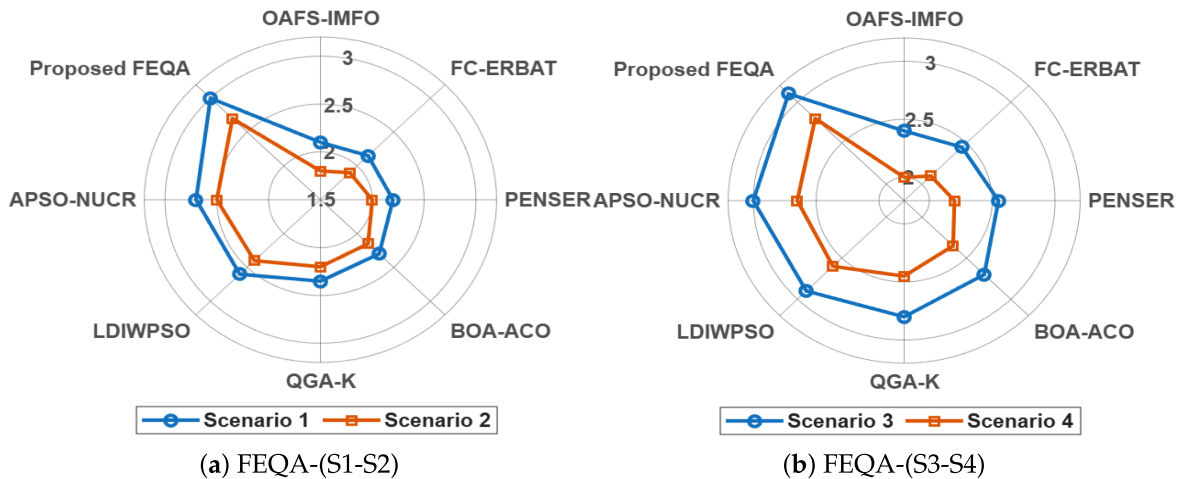 OAFS-IMFO
3
Proposed FEQA
FC-ERBAT
2.5
2
APSO-NUCR
1.5
PENSER
LDIWPSO
BOA-ACO
QGA-K
Scenario 1
Scenario 2
(a) FEQA-(S1-S2)
OAFS-IMFO
3
Proposed FEQA
FC-ERBAT
2.5
2
APSO-NUCR
PENSER
LDIWPSO
BOA-ACO
QGA-K
Scenario 3
Scenario 4
(b) FEQA-(S3-S4)